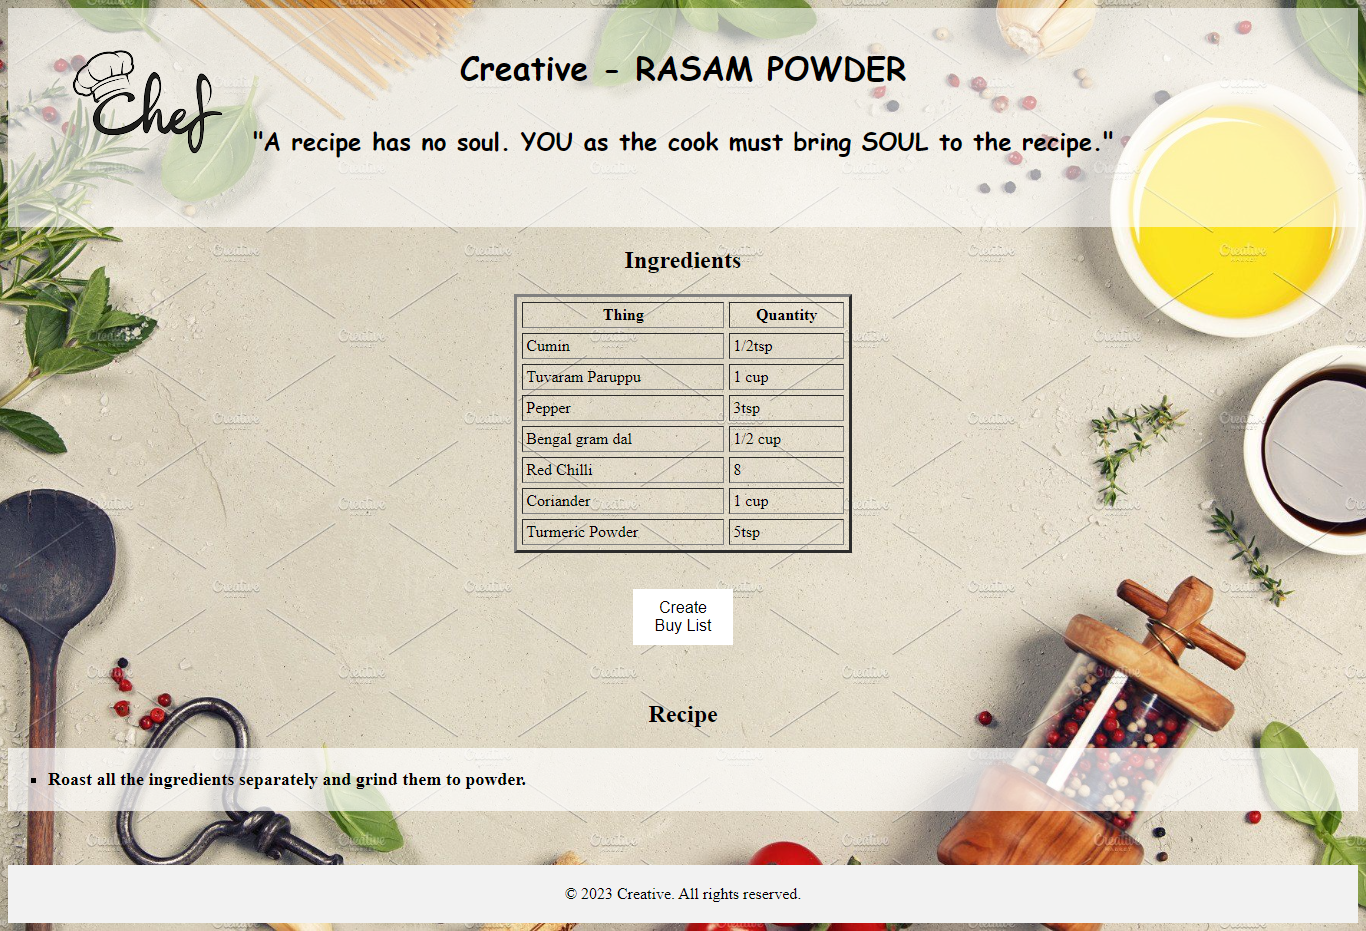 Chef
Creative - RASAM POWDER
"A recipe has no soul. YOU as the cook must bring SOUL to the recipe."
Ingredients
Thing Quantity
Cumin 1/2tsp
Tuvaram Paruppu 1 cup
Pepper 3tsp
Bengal gram dal 1/2 cup
Red Chilli 8
Coriander 1 cup
Turmeric Powder 5tsp
Create
Buy List
Recipe
Roast all the ingredients separately and grind them to powder.
© 2023 Creative. All rights reserved.